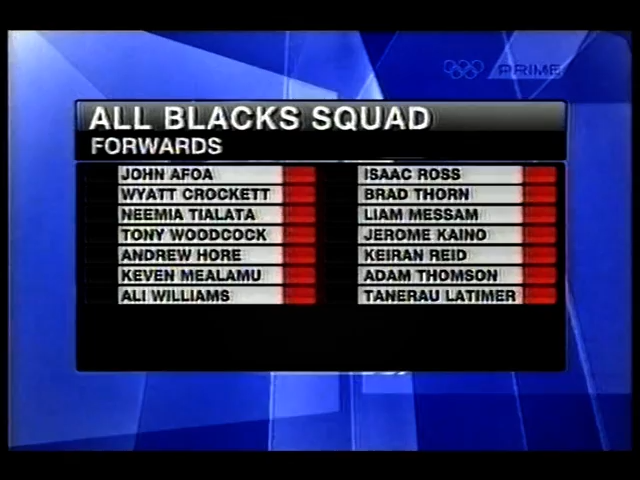 PRIME
ALL BLACKS SQUAD
FORWARDS
JOHN AFOA
WYATT CROCKETT
NEEMIA TIALATA
TONY WOODCOCK
ANDREW HORE
KEVEN MEALAMU
ALI WILLIAMS
ISAAC ROSS
BRAD THORN
LIAM MESSAM
JEROME KAINO
KEIRAN REID
ADAM THOMSON
TANERAU LATIMER